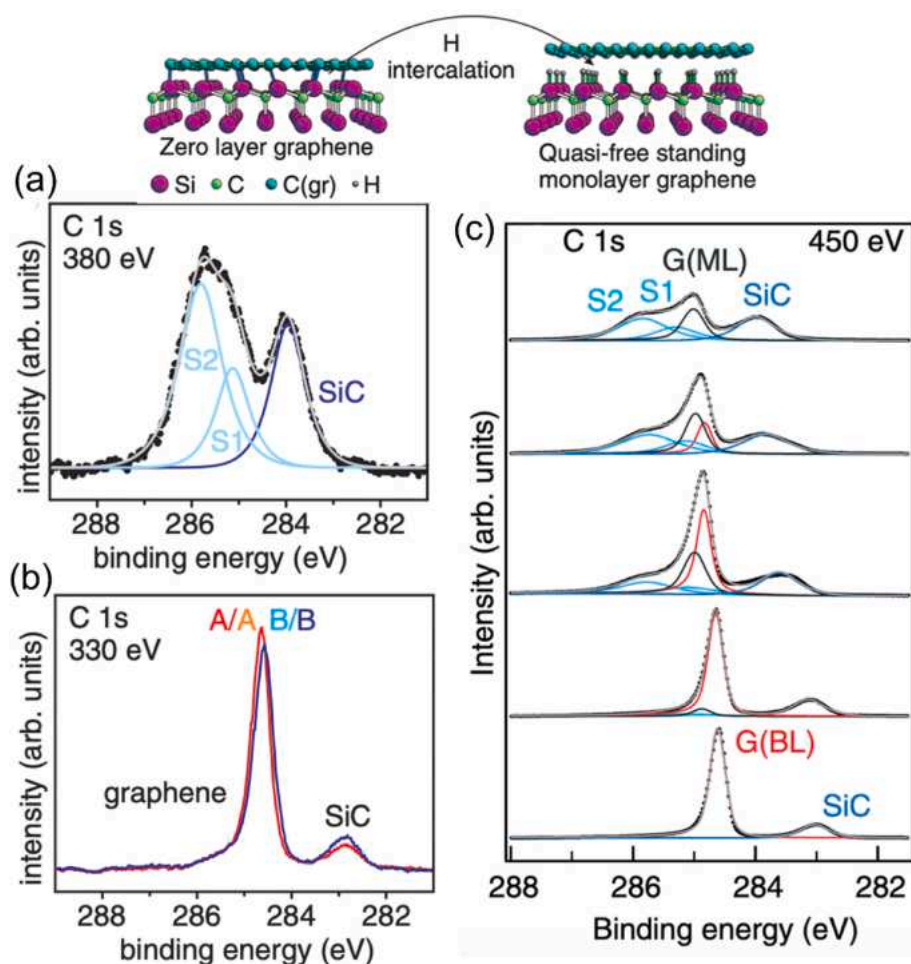 H
intercalation
Zero layer graphene
Quasi-free standing
monolayer graphene
Si C C(gr) H
(a)
C 1s
380 eV
S2
S1
SiC
intensity (arb. units)
288 286 284 282
binding energy (eV)
(b)
C 1s
330 eV
A/A B/B
graphene
SiC
intensity (arb. units)
288 286 284 282
binding energy (eV)
(c)
C 1s 450 eV
G(ML)
S2 S1 SiC
Intensity (arb. units)
G(BL)
SiC
288 286 284 282
Binding energy (eV)